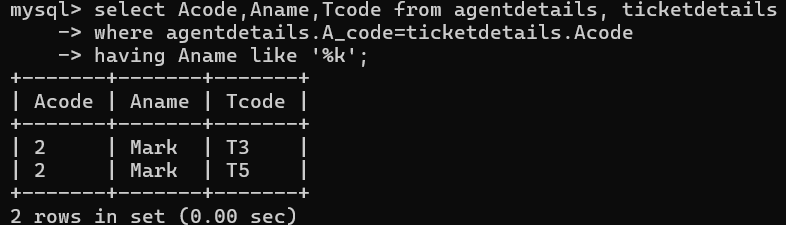 mysql> select Acode,Aname,Tcode from agentdetails, ticketdetails
    -> where agentdetails.A_code=ticketdetails.Acode
    -> having Aname like '%k';
+-------+-------+-------+
| Acode | Aname | Tcode |
+-------+-------+-------+
| 2     | Mark  | T3    |
| 2     | Mark  | T5    |
+-------+-------+-------+
2 rows in set (0.00 sec)